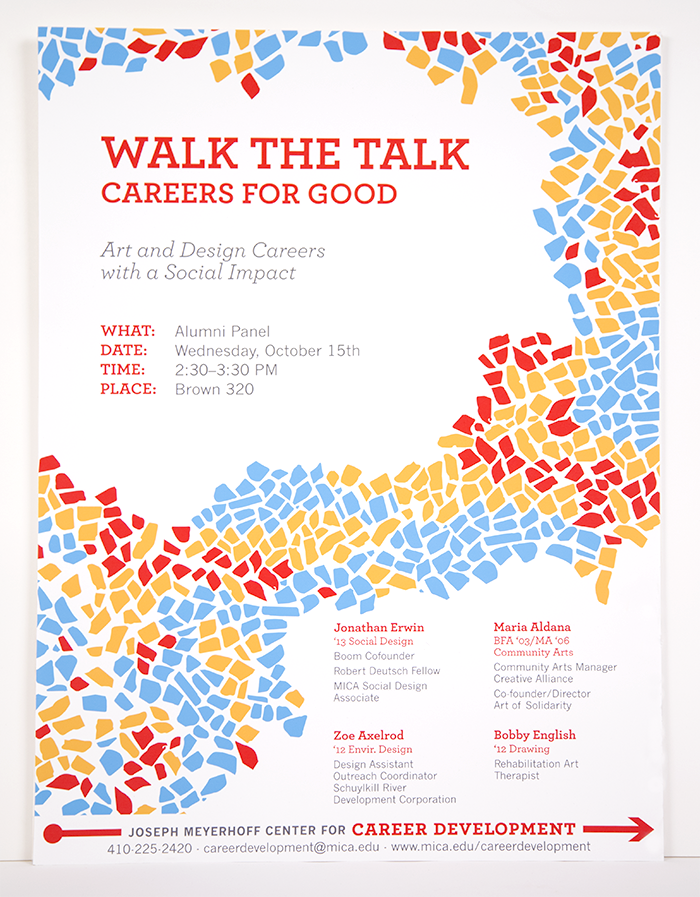 WALK THE TALK
CAREERS FOR GOOD
Art and Design Careers
with a Social Impact
WHAT: Alumni Panel
DATE: Wednesday, October 15th
TIME: 2:30–3:30 PM
PLACE: Brown 320
Jonathan Erwin
‘13 Social Design
Boom Cofounder
Robert Deutsch Fellow
MICA Social Design
Associate
Maria Aldana
BFA ‘03/MA ‘06
Community Arts
Community Arts Manager
Creative Alliance
Co-founder/Director
Art of Solidarity
Zoe Axelrod
‘12 Envir. Design
Design Assistant
Outreach Coordinator
Schuylkill River
Development Corporation
Bobby English
‘12 Drawing
Rehabilitation Art
Therapist
JOSEPH MEYERHOFF CENTER FOR CAREER DEVELOPMENT
410-225-2420 · careerdevelopment@mica.edu · www.mica.edu/careerdevelopment